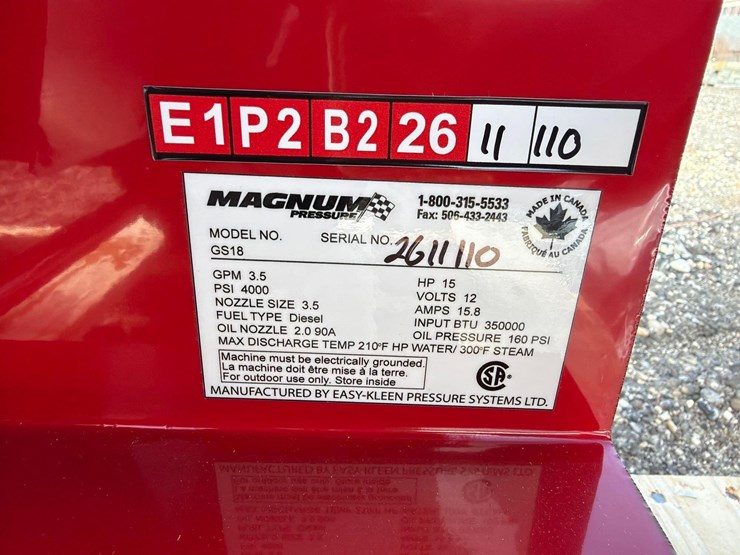 E1 P2 B2 26 11 110
MAGNUM
PRESSURE
1-800-315-5533
Fax: 506-433-2443
MADE IN CANADA
FABRIQUÉ AU CANADA
MODEL NO. SERIAL NO. 2611110
GS18
GPM 3.5
PSI 4000
NOZZLE SIZE 3.5
FUEL TYPE Diesel
OIL NOZZLE 2.0 90A
HP 15
VOLTS 12
AMPS 15.8
INPUT BTU 350000
OIL PRESSURE 160 PSI
MAX DISCHARGE TEMP 210°F HP WATER/ 300°F STEAM
Machine must be electrically grounded.
La machine doit être mise à la terre.
For outdoor use only. Store inside
MANUFACTURED BY EASY-KLEEN PRESSURE SYSTEMS LTD.